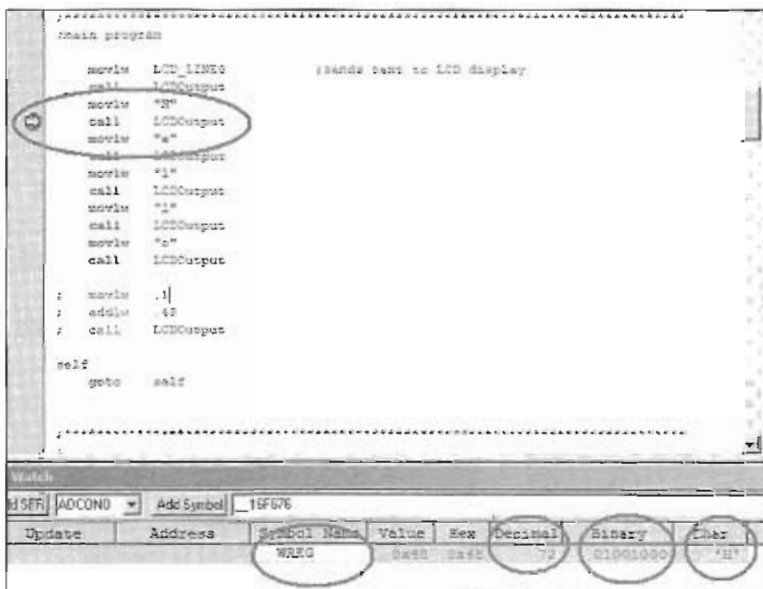 ;main program
movlw LCD_LINE0 ;sends text to LCD display
call LCDOutput
movlw "H"
call LCDOutput
movlw "e"
call LCDOutput
movlw "l"
call LCDOutput
movlw "l"
call LCDOutput
movlw "o"
call LCDOutput
; movlw .1
; addlw .48
; call LCDOutput
self
goto self
Watch
ADCON0 Add Symbol __16F676
Update Address Symbol Name Value Hex Decimal Binary Char
WREG 0x48 0x48 72 01001000 'H'